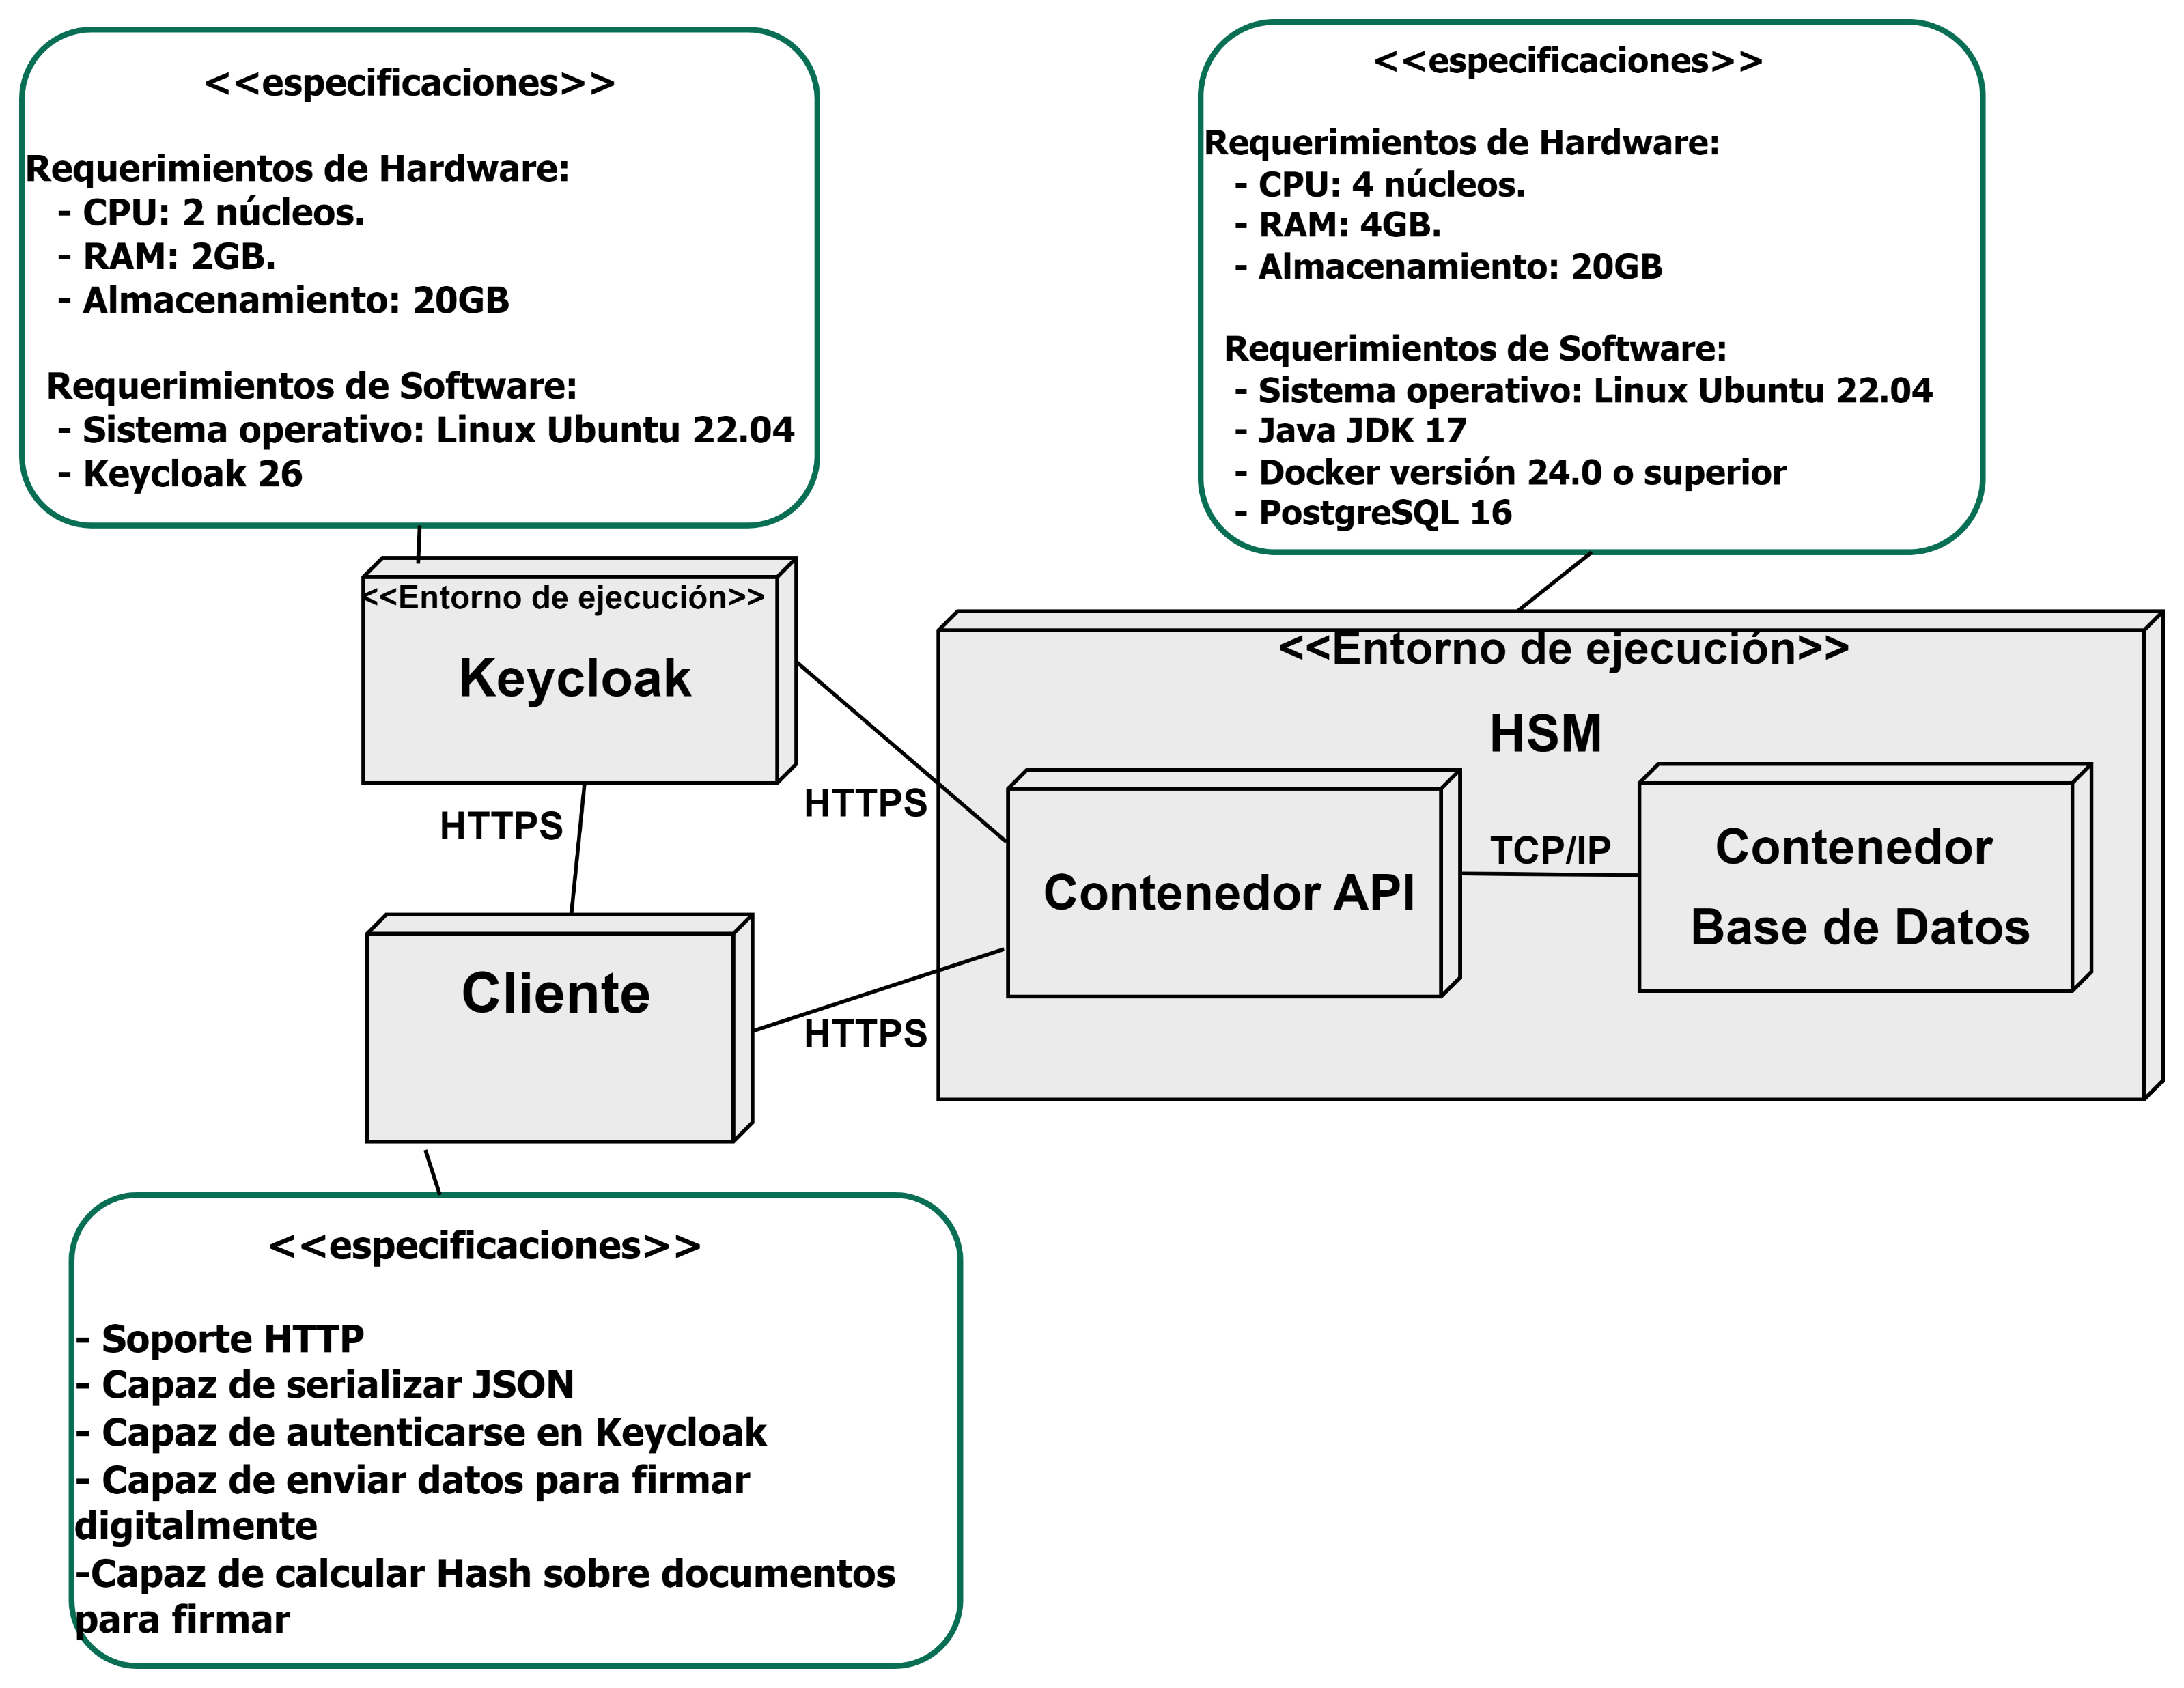 <<especificaciones>>
Requerimientos de Hardware:
- CPU: 2 núcleos.
- RAM: 2GB.
- Almacenamiento: 20GB
Requerimientos de Software:
- Sistema operativo: Linux Ubuntu 22.04
- Keycloak 26
<<especificaciones>>
Requerimientos de Hardware:
- CPU: 4 núcleos.
- RAM: 4GB.
- Almacenamiento: 20GB
Requerimientos de Software:
- Sistema operativo: Linux Ubuntu 22.04
- Java JDK 17
- Docker versión 24.0 o superior
- PostgreSQL 16
<<Entorno de ejecución>>
Keycloak
<<Entorno de ejecución>>
HSM
HTTPS
HTTPS
Contenedor API
TCP/IP
Contenedor
Base de Datos
Cliente
HTTPS
<<especificaciones>>
- Soporte HTTP
- Capaz de serializar JSON
- Capaz de autenticarse en Keycloak
- Capaz de enviar datos para firmar
digitalmente
-Capaz de calcular Hash sobre documentos
para firmar